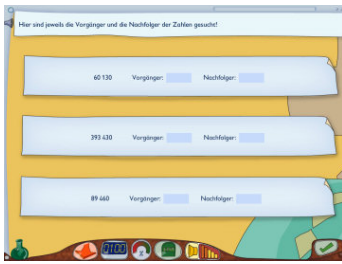 Hier sind jeweils die Vorgänger und die Nachfolger der Zahlen gesucht!
60 130 Vorgänger: Nachfolger:
393 430 Vorgänger: Nachfolger:
89 460 Vorgänger: Nachfolger: